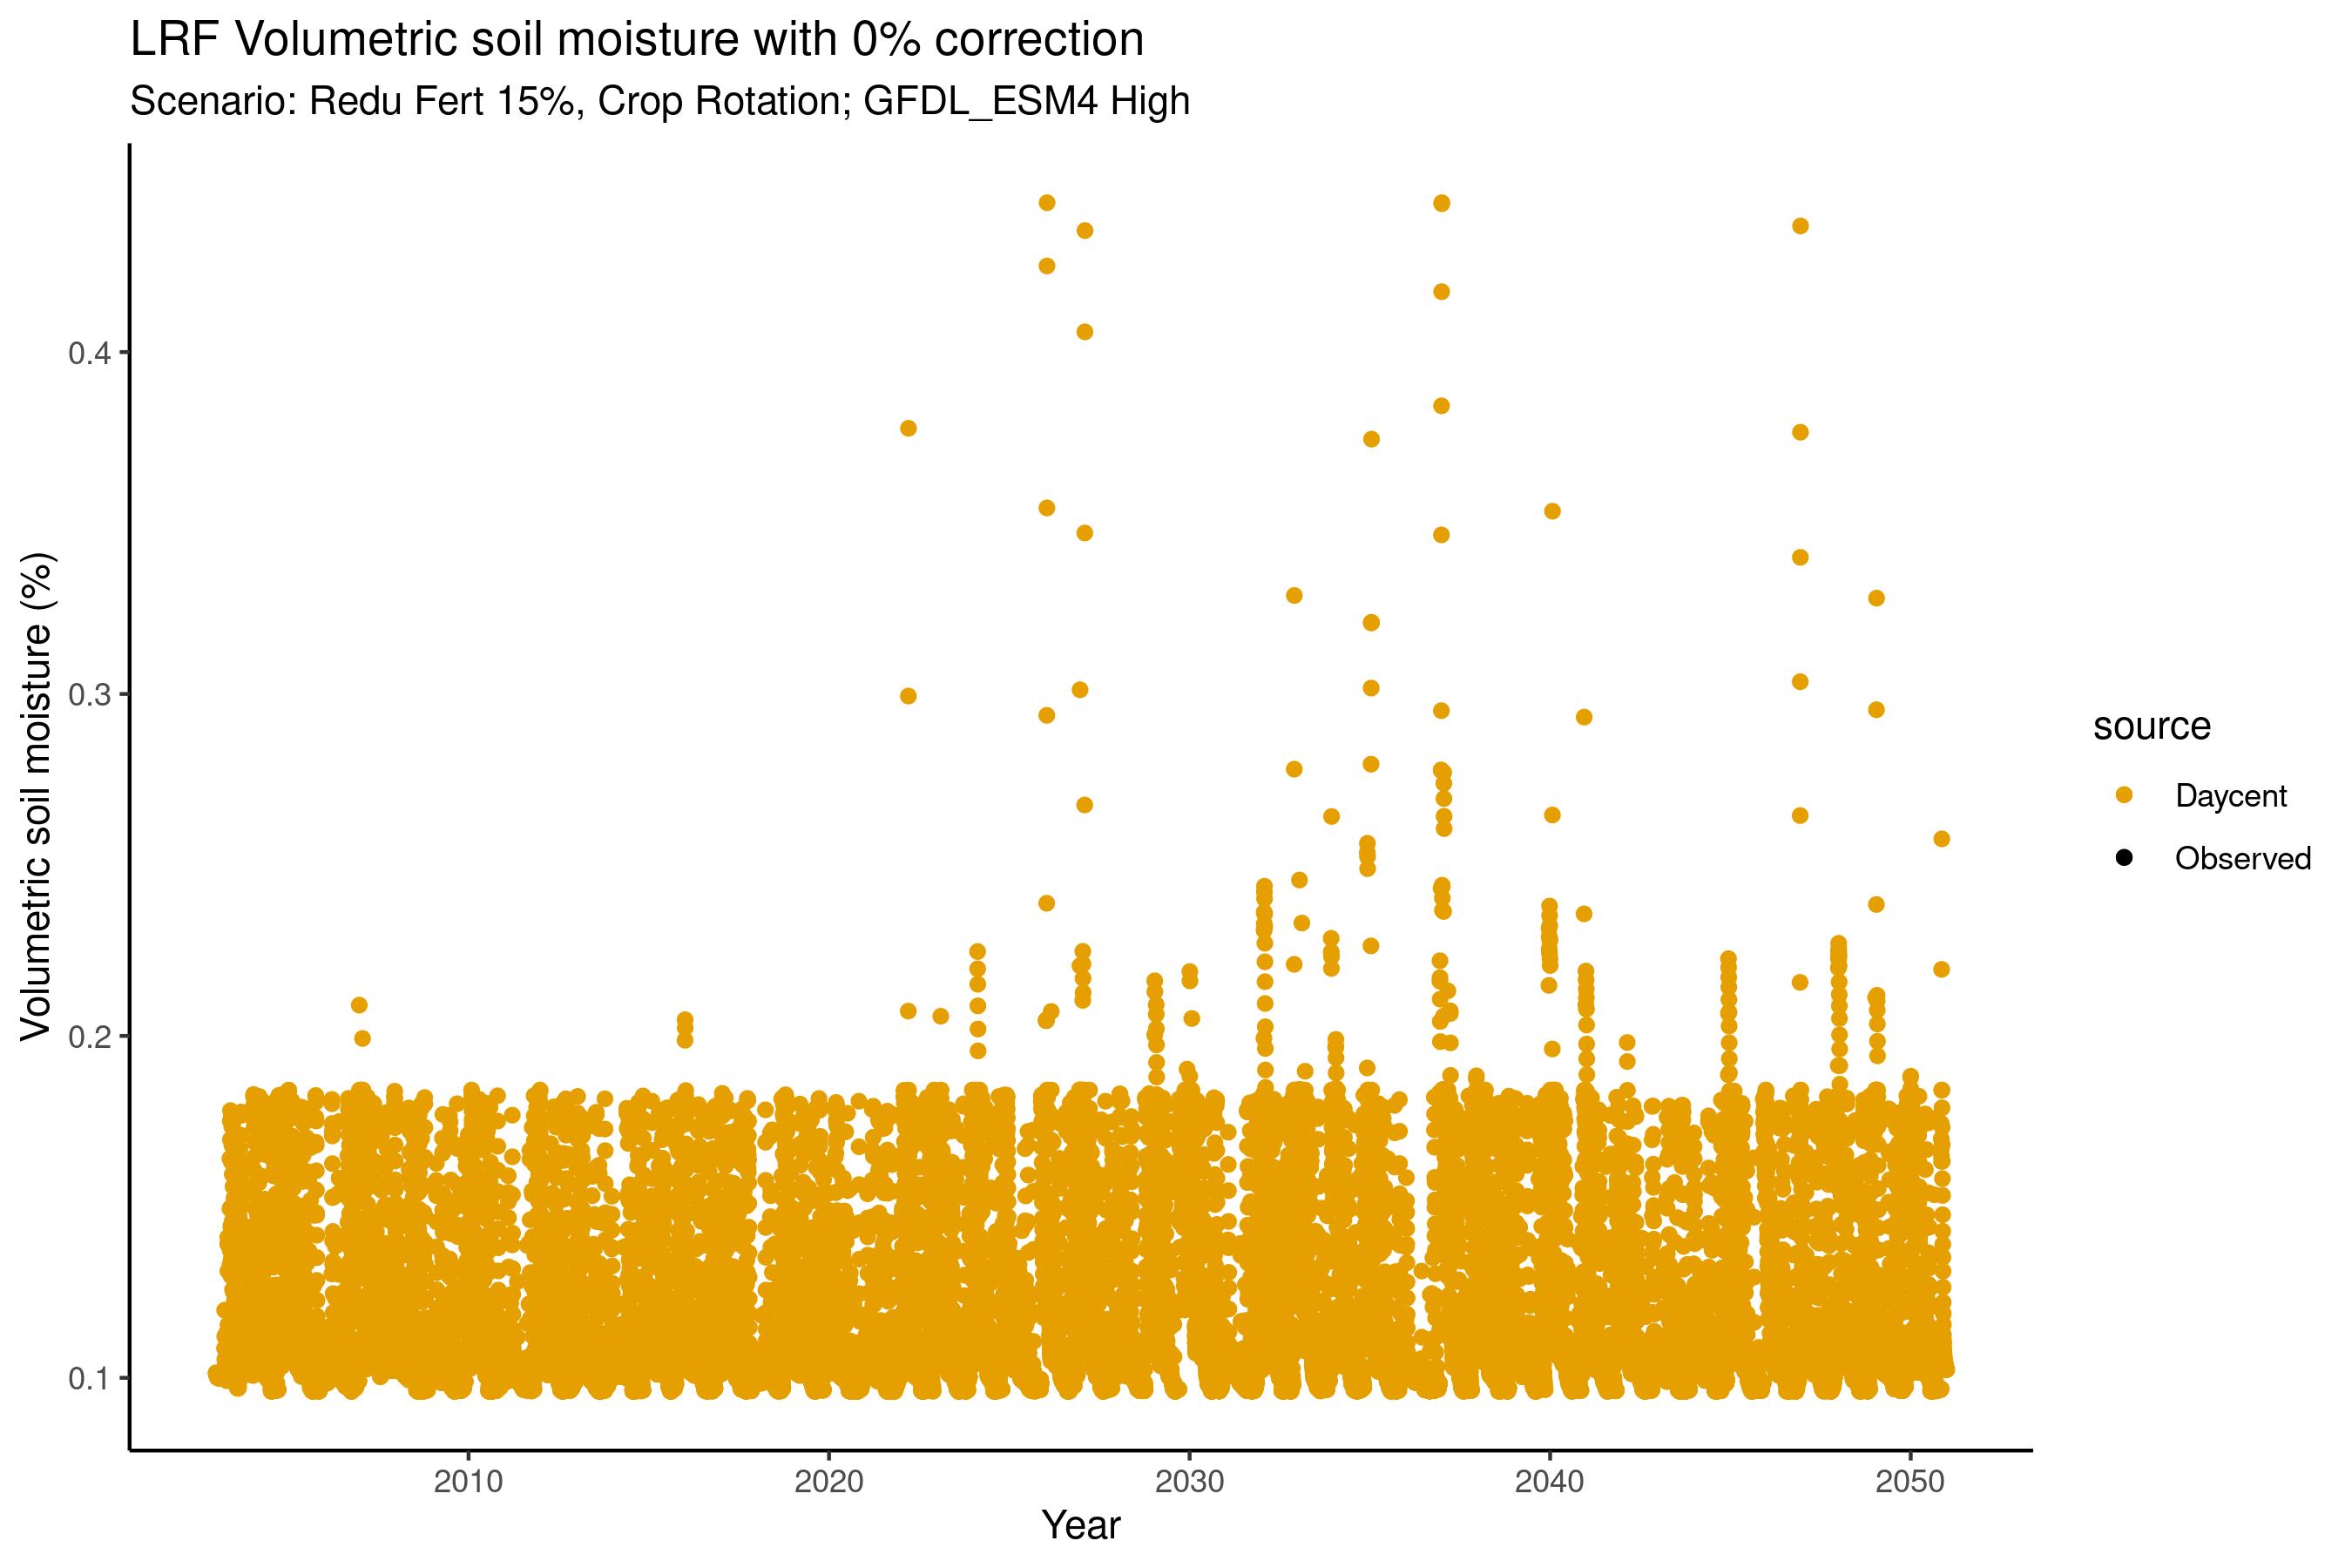 LRF Volumetric soil moisture with 0% correction
Scenario: Redu Fert 15%, Crop Rotation; GFDL_ESM4 High
Volumetric soil moisture (%)
0.4
0.3
0.2
0.1
2010
2020
2030
2040
2050
Year
source
Daycent
Observed